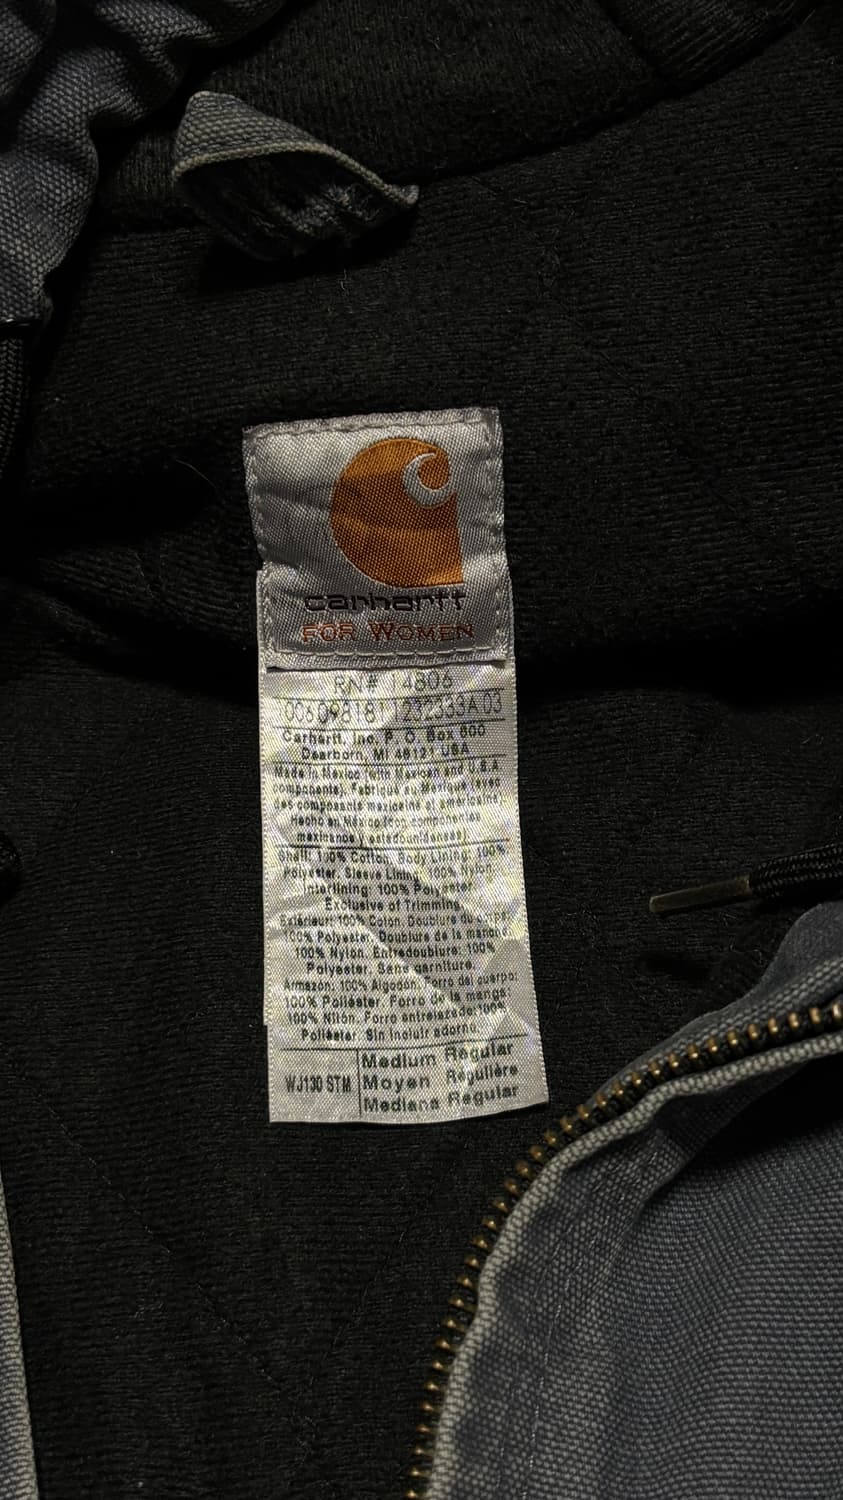 carhartt
FOR WOMEN
RN# 14806
Carhartt, Inc. P. O. Box 600
Dearborn, MI 48121 USA
Made in Mexico (with Mexican and U.S.A
components). Fabriqué au Mexique (avec
des composants mexicains et américains).
Hecho en México (con componentes
mexicanos y estadounidenses)
Shell: 100% Cotton. Body Lining: 100%
Polyester. Sleeve Lining: 100% Nylon.
Interlining: 100% Polyester
Exclusive of Trimming.
Extérieur: 100% Coton. Doublure du corps:
100% Polyester. Doublure de la manche:
100% Nylon. Entredoublure: 100%
Polyester. Sans garniture.
Armazón: 100% Algodón. Forro del cuerpo:
100% Poliéster. Forro de la manga:
100% Nilón. Forro entrelazado: 100%
Poliéster. Sin incluir adorno.
WJ130 STM
Medium Regular
Moyen Régulière
Mediana Regular